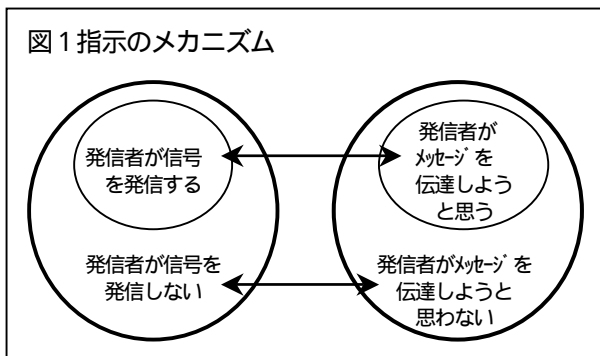 図１指示のメカニズム
発信者が信号
を発信する
発信者が
ﾒｯｾｰｼﾞを
伝達しよう
と思う
発信者が信号を
発信しない
発信者がﾒｯｾｰｼﾞを
伝達しようと
思わない